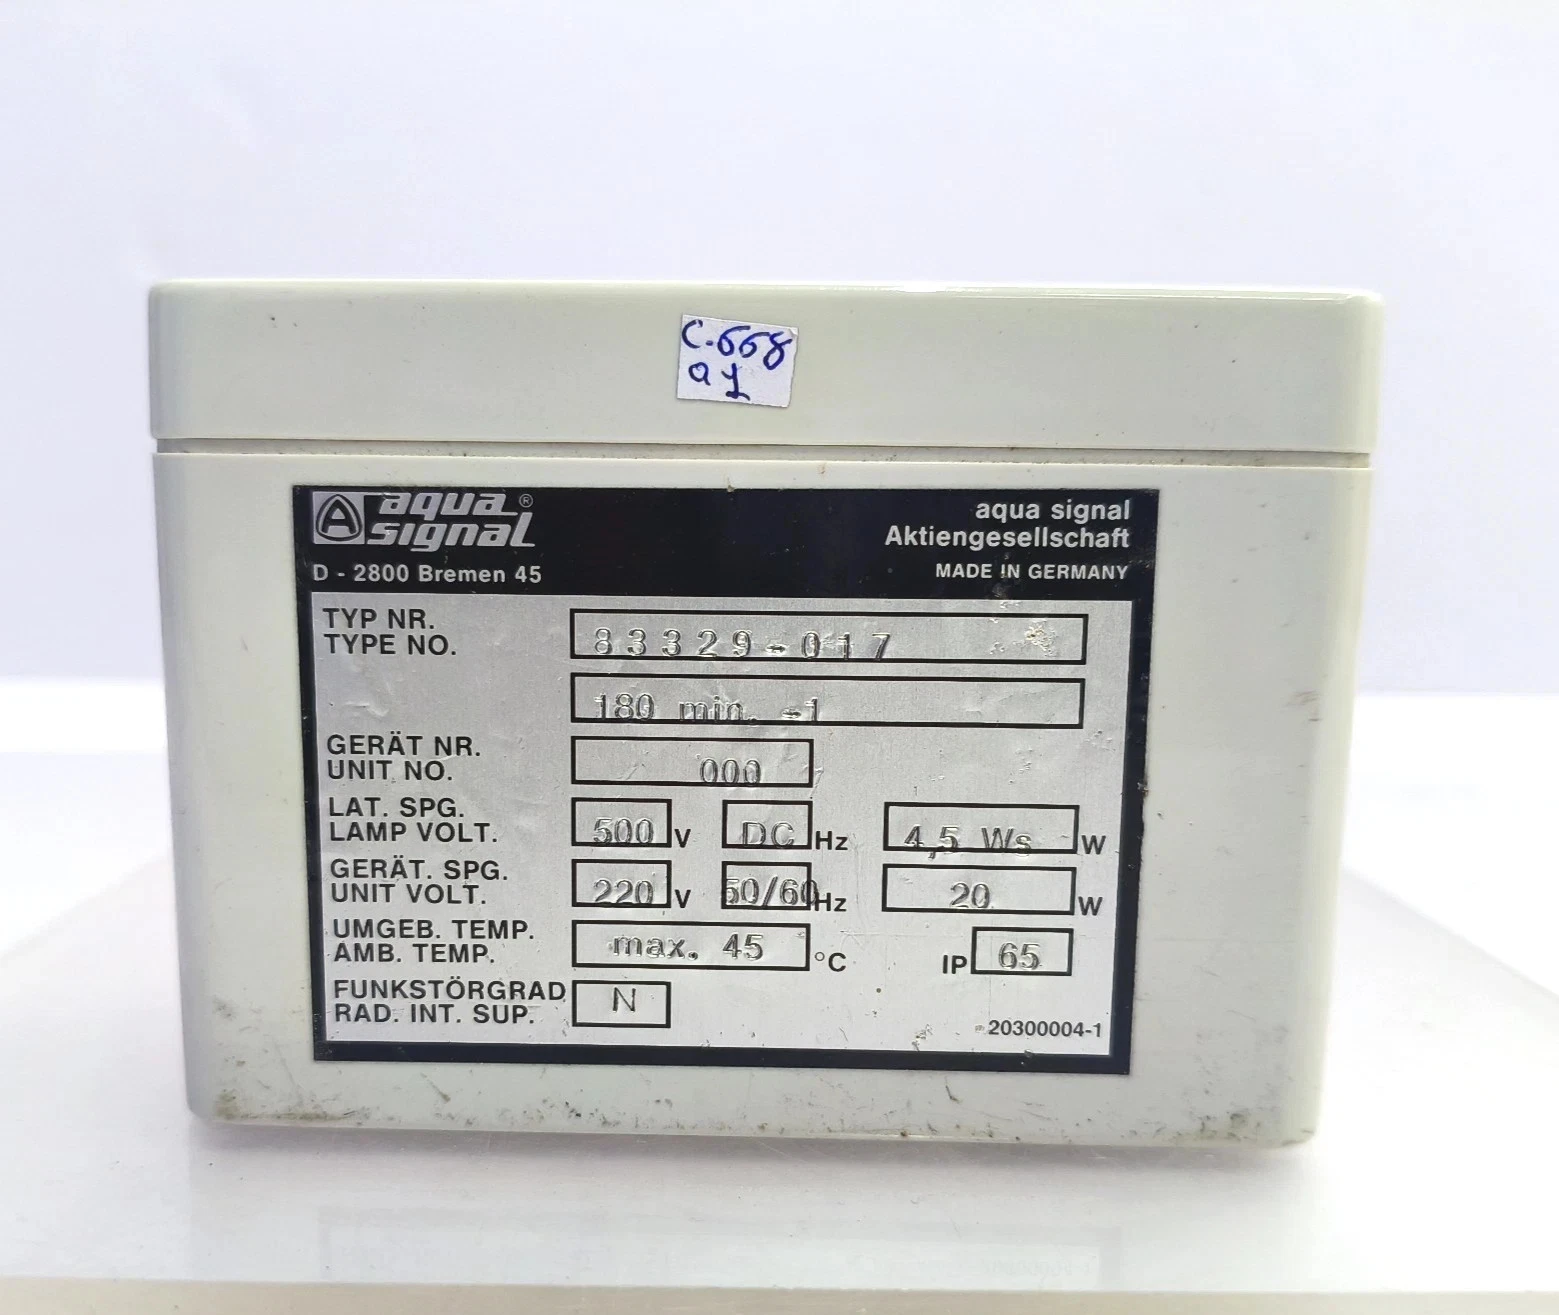 C-668
a 1
A aqua signal®
aqua signal
Aktiengesellschaft
D - 2800 Bremen 45
MADE IN GERMANY
TYP NR.
TYPE NO.
83329-017
180 min. -1
GERÄT NR.
UNIT NO.
000
LAT. SPG.
LAMP VOLT.
500 V DC Hz 4,5 Ws W
GERÄT. SPG.
UNIT VOLT.
220 V 50/60 Hz 20 W
UMGEB. TEMP.
AMB. TEMP.
max. 45 °C IP 65
FUNKSTÖRGRAD
RAD. INT. SUP.
N
20300004-1